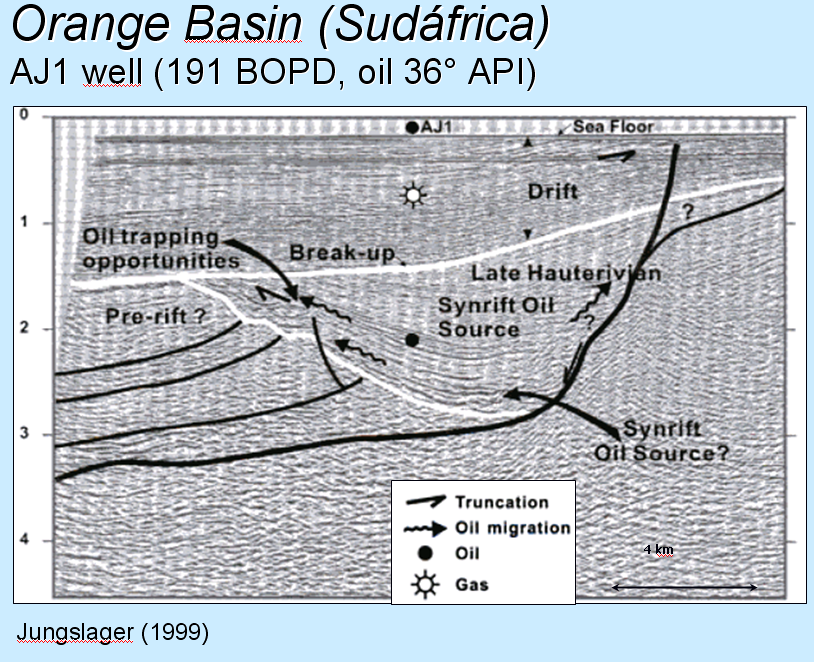 Orange Basin (Sudáfrica)
AJ1 well (191 BOPD, oil 36° API)
0
AJ1
Sea Floor
Drift
1
?
Oil trapping
opportunities
Break-up
Late Hauterivian
Pre-rift ?
Synrift Oil
Source
?
2
3
Synrift
Oil Source?
Truncation
Oil migration
Oil
Gas
4
4 km
Jungslager (1999)